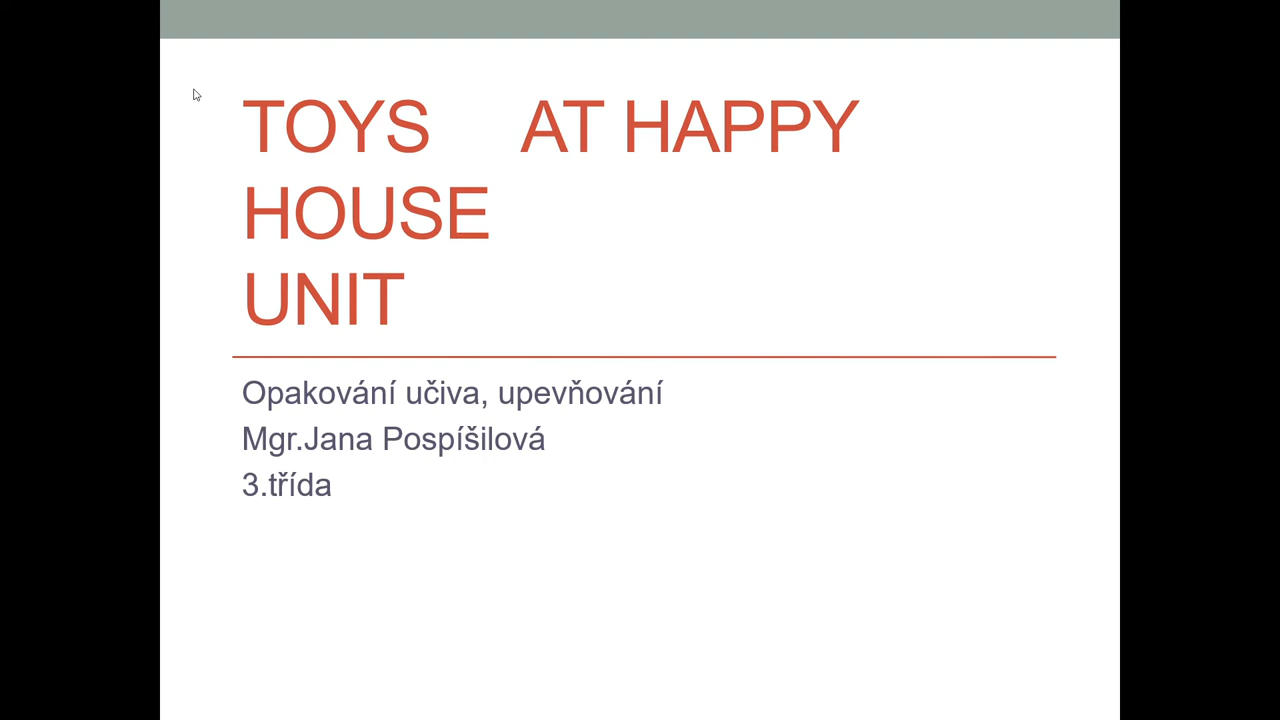 TOYS AT HAPPY
HOUSE
UNIT
Opakování učiva, upevňování
Mgr.Jana Pospíšilová
3.třída